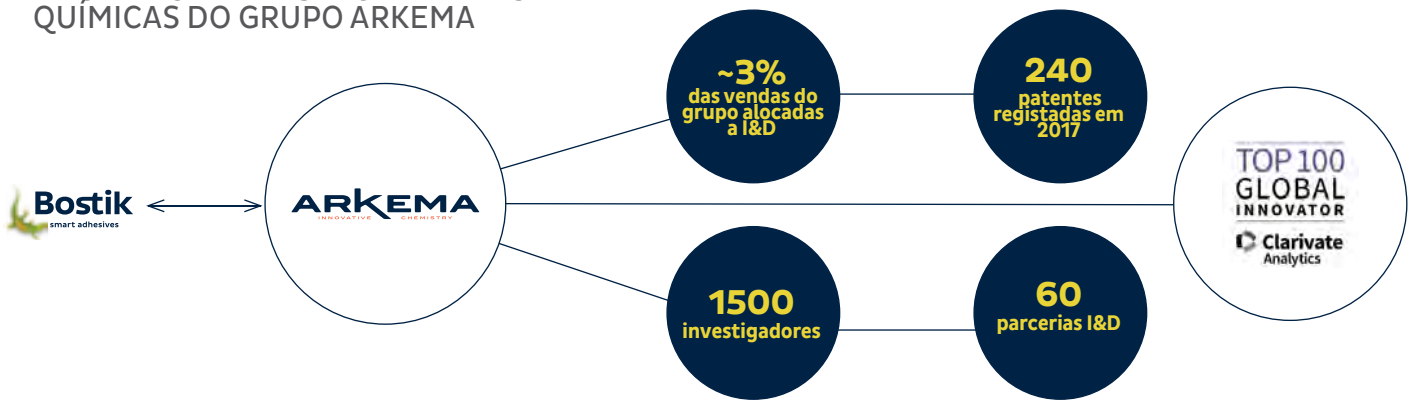 QUÍMICAS DO GRUPO ARKEMA
~3%
das vendas do
grupo alocadas
a I&D
240
patentes
registadas em
2017
Bostik
smart adhesives
ARKEMA
INNOVATIVE CHEMISTRY
TOP 100
GLOBAL
INNOVATOR
Clarivate
Analytics
1500
investigadores
60
parcerias I&D